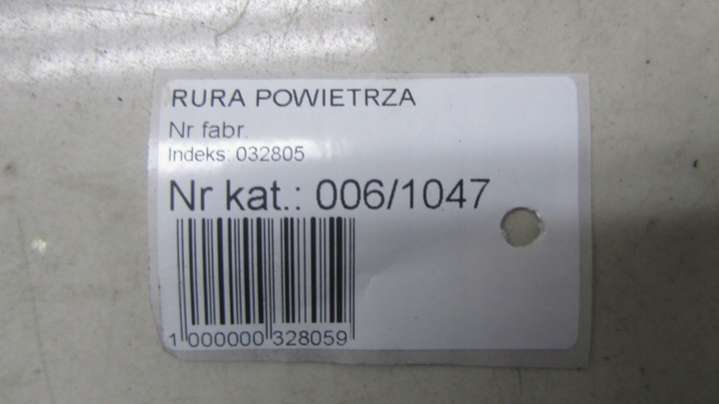 RURA POWIETRZA
Nr fabr.
Indeks: 032805
Nr kat.: 006/1047
1 000000 328059